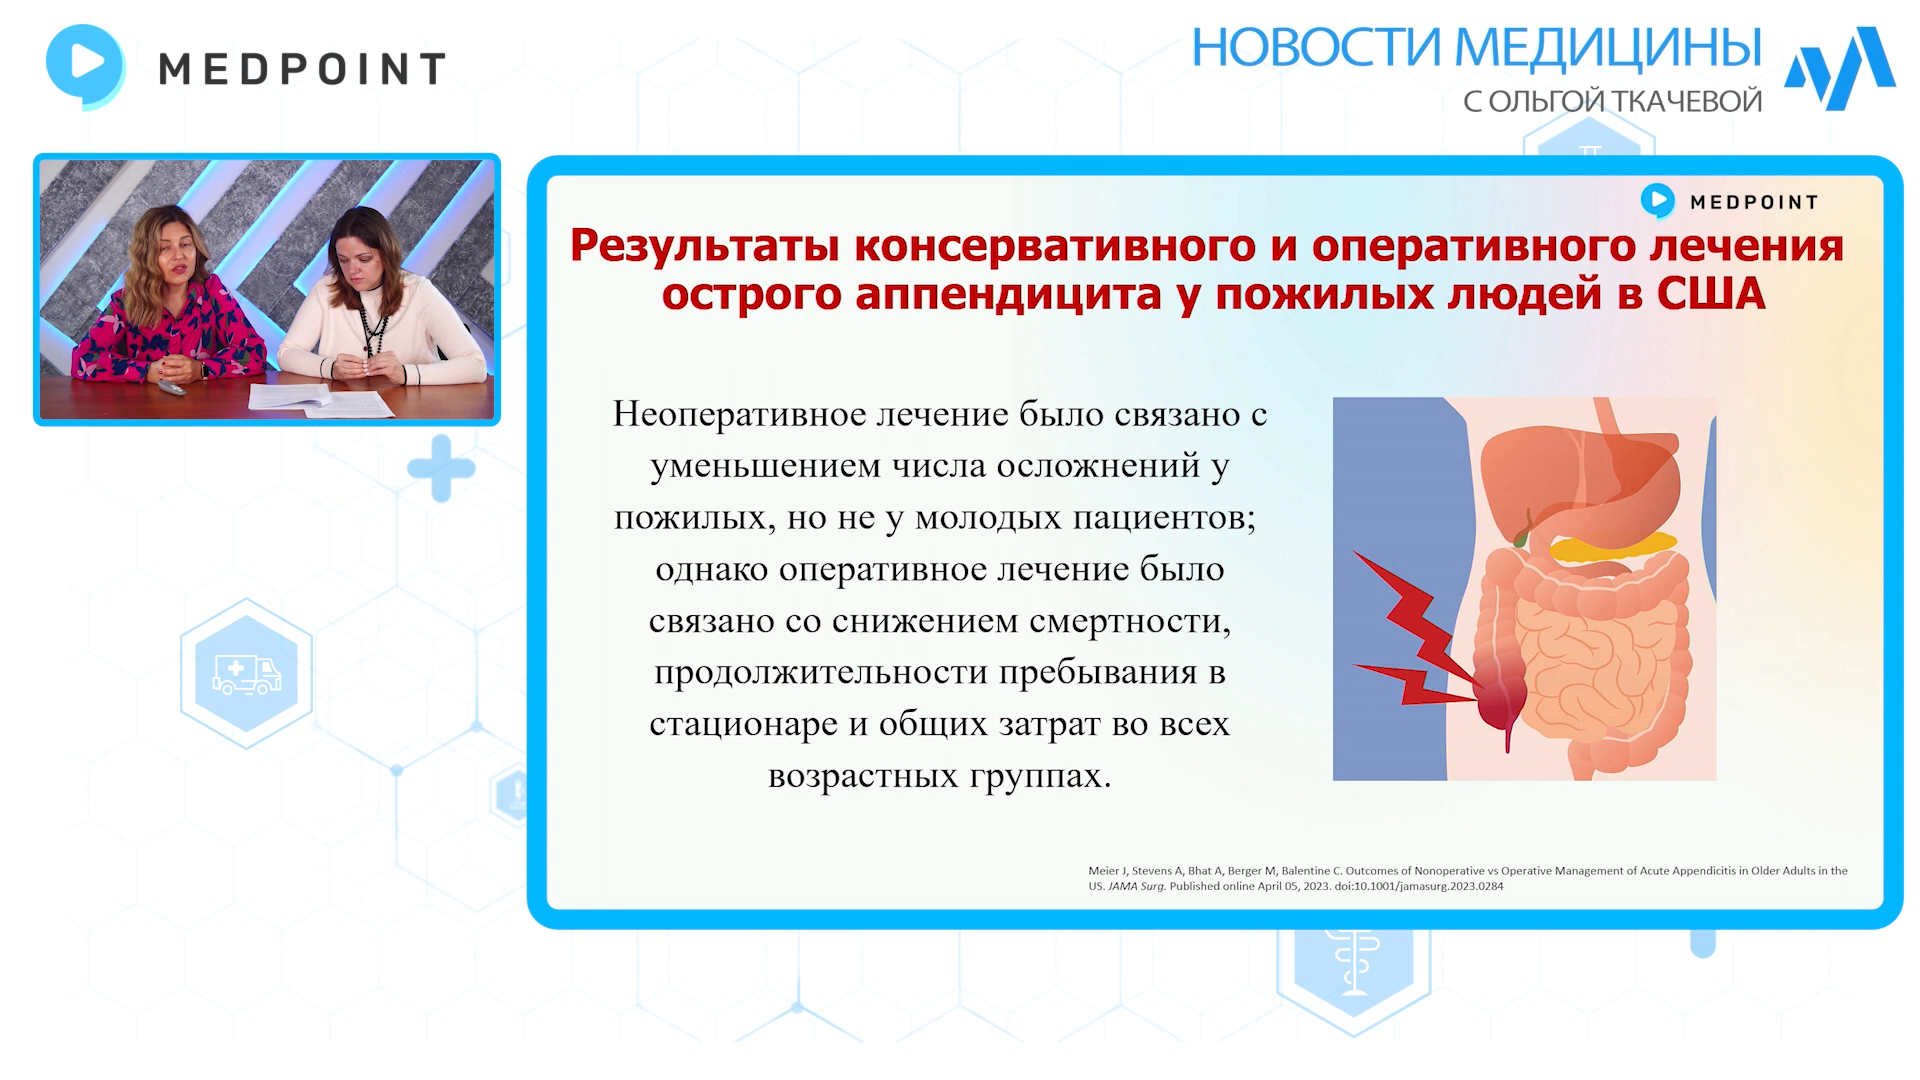 MEDPOINT
НОВОСТИ МЕДИЦИНЫ
С ОЛЬГОЙ ТКАЧЕВОЙ
MEDPOINT
Результаты консервативного и оперативного лечения
острого аппендицита у пожилых людей в США
Неоперативное лечение было связано с
уменьшением числа осложнений у
пожилых, но не у молодых пациентов;
однако оперативное лечение было
связано со снижением смертности,
продолжительности пребывания в
стационаре и общих затрат во всех
возрастных группах.
Meier J, Stevens A, Bhat A, Berger M, Balentine C. Outcomes of Nonoperative vs Operative Management of Acute Appendicitis in Older Adults in the
US. JAMA Surg. Published online April 05, 2023. doi:10.1001/jamasurg.2023.0284